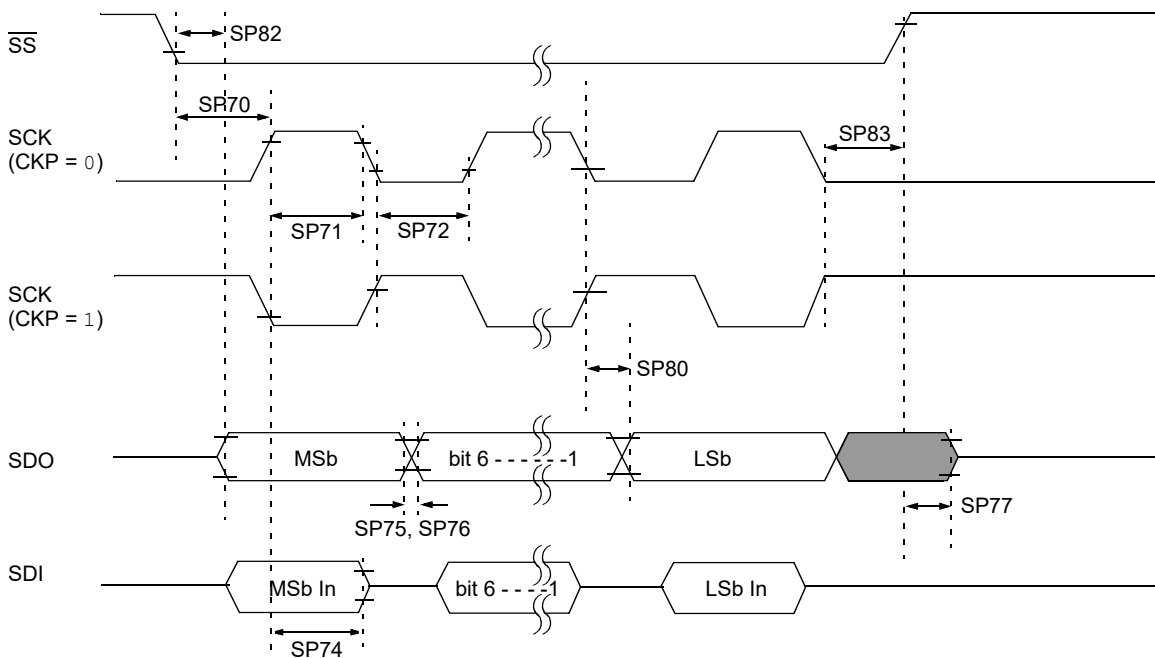 SS
SP82
SP70
SCK
(CKP = 0)
SP83
SP71
SP72
SCK
(CKP = 1)
SP80
SDO
MSb
bit 6 - - - - - - -1
LSb
SP75, SP76
SP77
SDI
MSb In
bit 6 - - - -1
LSb In
SP74